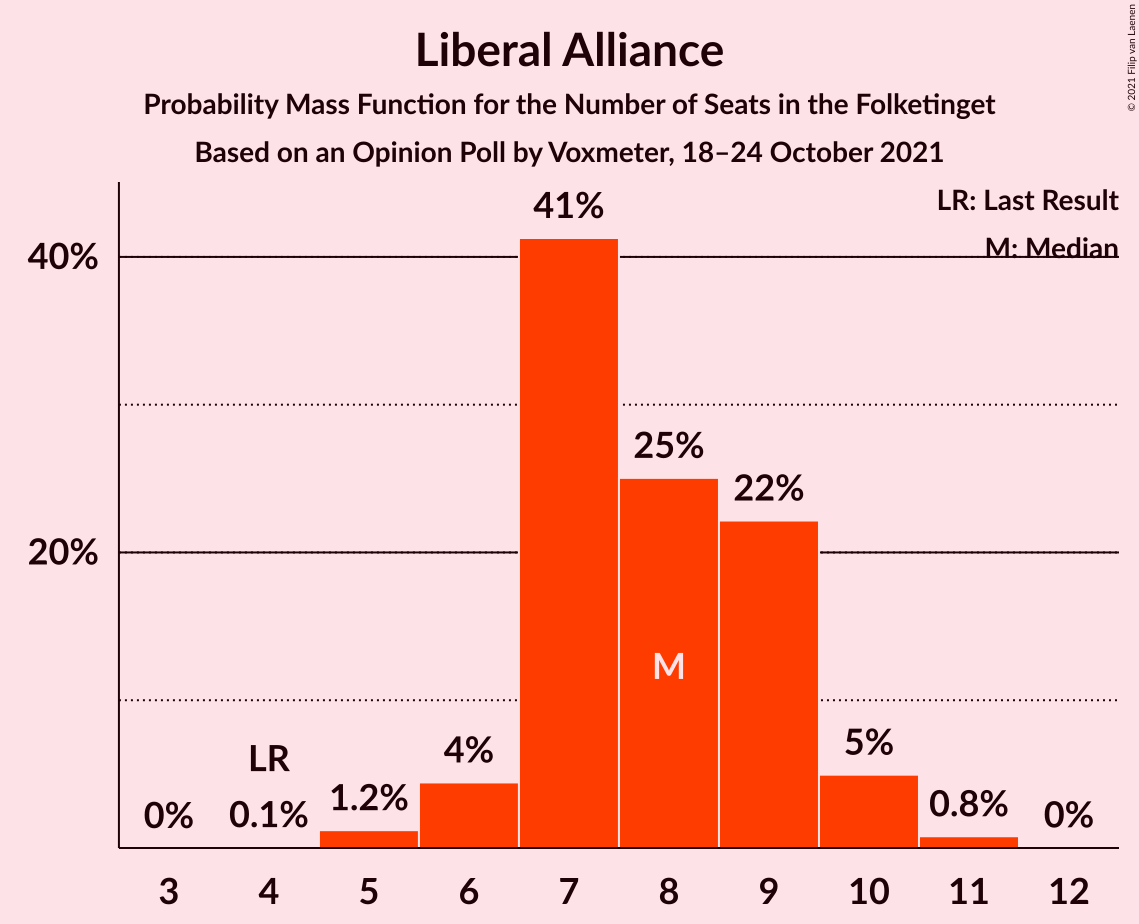 Liberal Alliance
Probability Mass Function for the Number of Seats in the Folketinget
Based on an Opinion Poll by Voxmeter, 18–24 October 2021
© 2021 Filip van Laenen
LR: Last Result
M: Median
40%
20%
0%
LR
0.1%
1.2%
4%
41%
25%
M
22%
5%
0.8%
0%
3 4 5 6 7 8 9 10 11 12